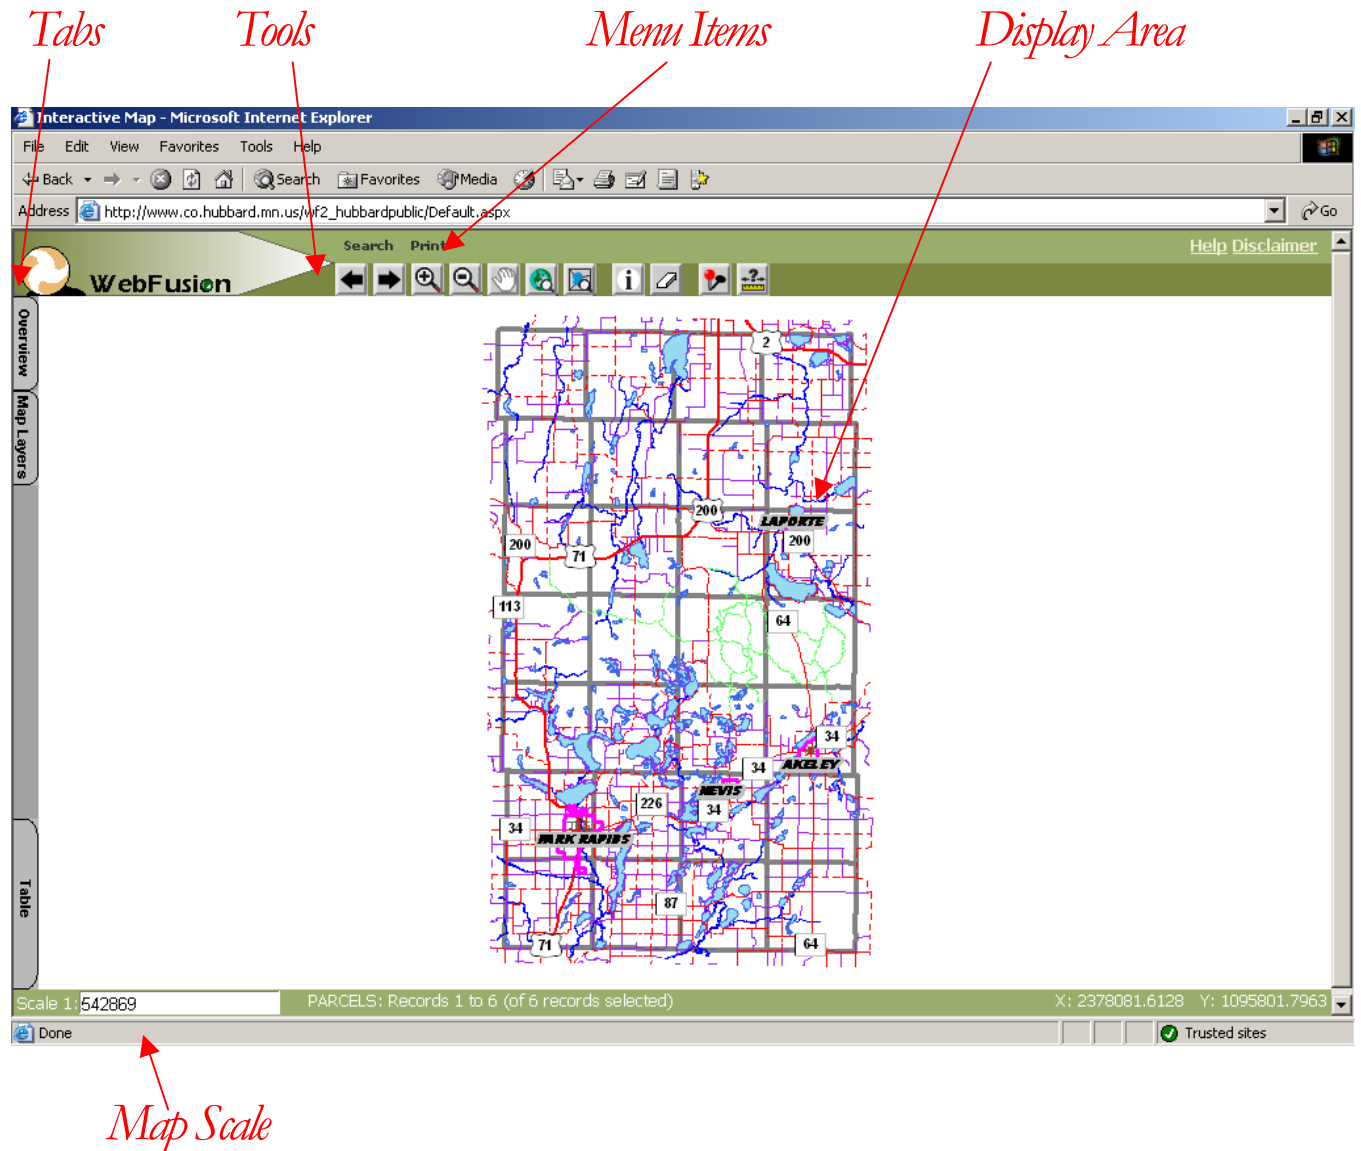 Tabs Tools Menu Items Display Area
Interactive Map - Microsoft Internet Explorer
File Edit View Favorites Tools Help
Back Search Favorites Media
Address http://www.co.hubbard.mn.us/wf2_hubbardpublic/Default.aspx Go
Search Print Help Disclaimer
WebFusion
Overview
Map Layers
Table
2
200
LAPORTE
200
200
71
113
64
34
AKELEY
34
NEVIS
226
34
34
PARK RAPIDS
87
71
64
Scale 1: 542869 PARCELS: Records 1 to 6 (of 6 records selected) X: 2378081.6128 Y: 1095801.7963
Done Trusted sites
Map Scale